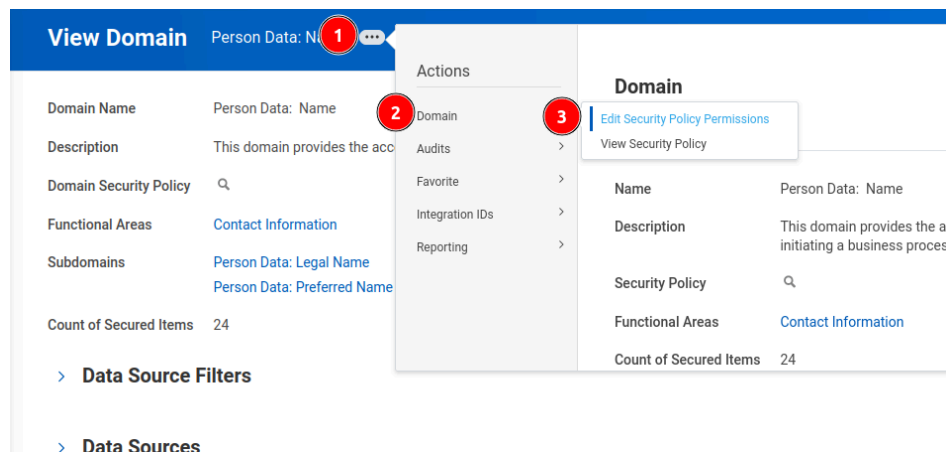 View Domain Person Data: N 1
Actions
Domain
Domain Name Person Data: Name
2 Domain
3 Edit Security Policy Permissions
View Security Policy
Description This domain provides the acc
Audits
Domain Security Policy
Favorite
Name Person Data: Name
Functional Areas Contact Information
Integration IDs
Description This domain provides the a
initiating a business proces
Subdomains Person Data: Legal Name
Person Data: Preferred Name
Reporting
Security Policy
Functional Areas Contact Information
Count of Secured Items 24
Count of Secured Items 24
Data Source Filters
Data Sources